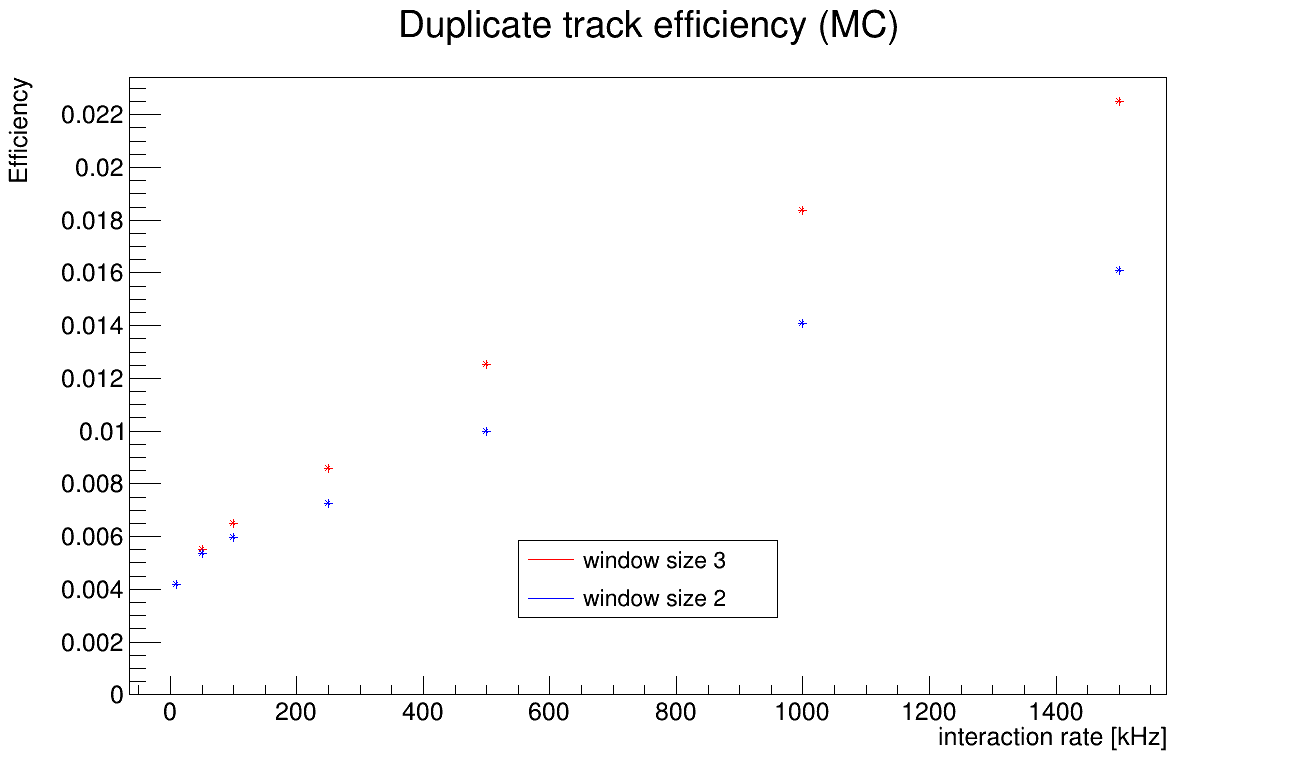 Duplicate track efficiency (MC)
Efficiency
0.022
0.02
0.018
0.016
0.014
0.012
0.01
0.008
0.006
0.004
0.002
0
window size 3
window size 2
0 200 400 600 800 1000 1200 1400
interaction rate [kHz]